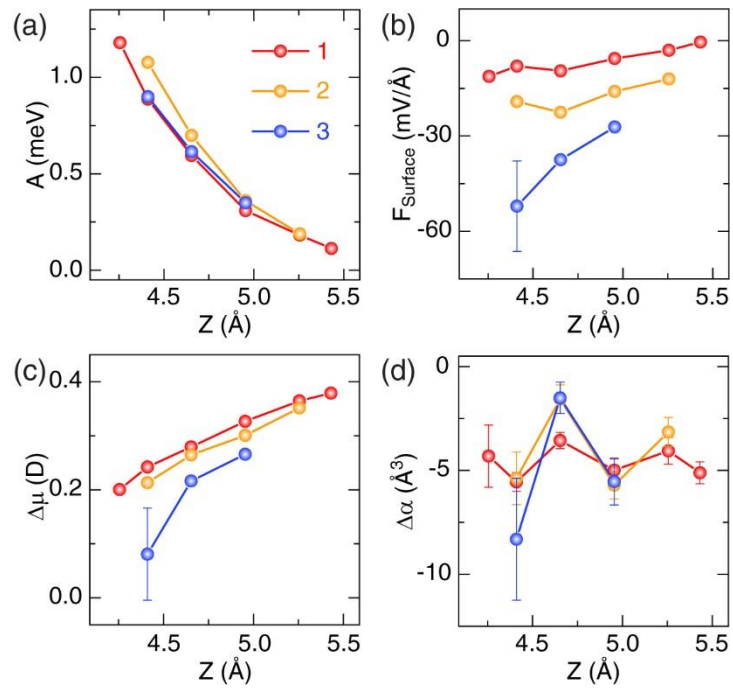 (a)
1.0
0.5
0.0
A (meV)
1
2
3
4.5 5.0 5.5
Z (Å)
(b)
0
-30
-60
F_Surface (mV/Å)
4.5 5.0 5.5
Z (Å)
(c)
0.4
0.2
0.0
Δμ (D)
4.5 5.0 5.5
Z (Å)
(d)
0
-5
-10
Δα (Å³)
4.5 5.0 5.5
Z (Å)